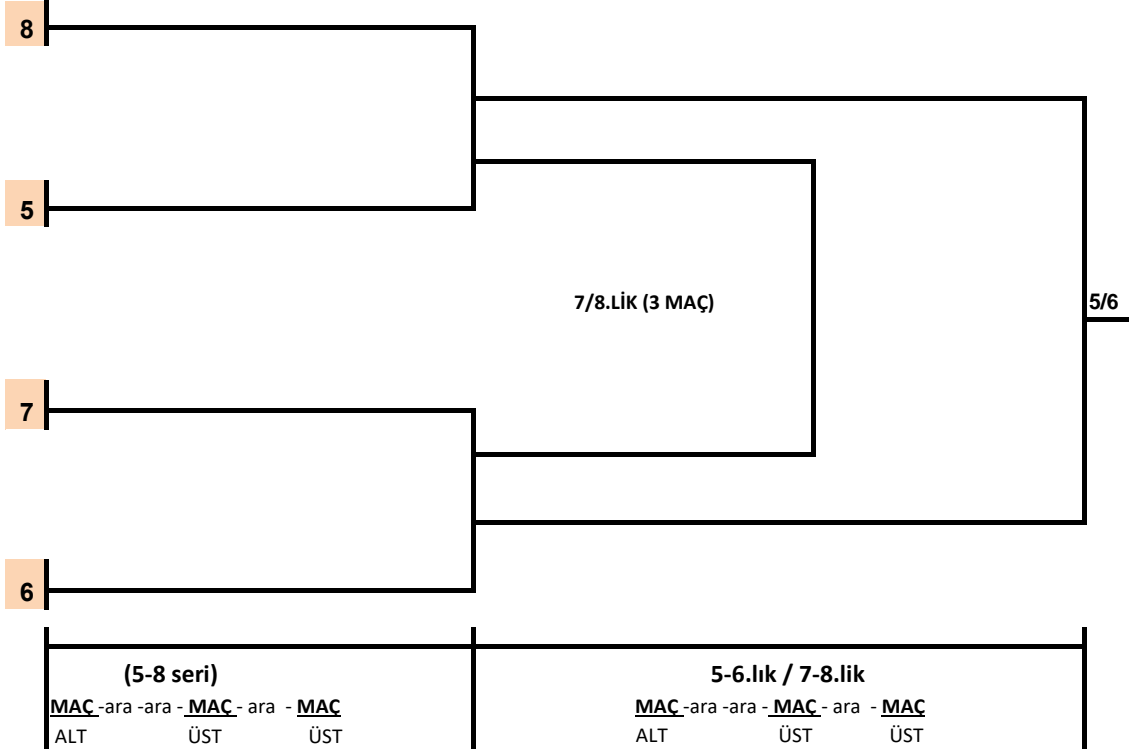 8
5
7/8.LİK (3 MAÇ)
5/6
7
6
(5-8 seri)
5-6.lık / 7-8.lik
MAÇ -ara -ara - MAÇ - ara - MAÇ
MAÇ -ara -ara - MAÇ - ara - MAÇ
ALT ÜST ÜST
ALT ÜST ÜST